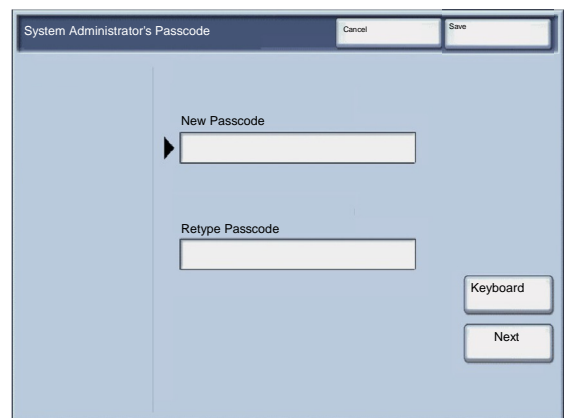 System Administrator's Passcode
Cancel
Save
New Passcode
Retype Passcode
Keyboard
Next